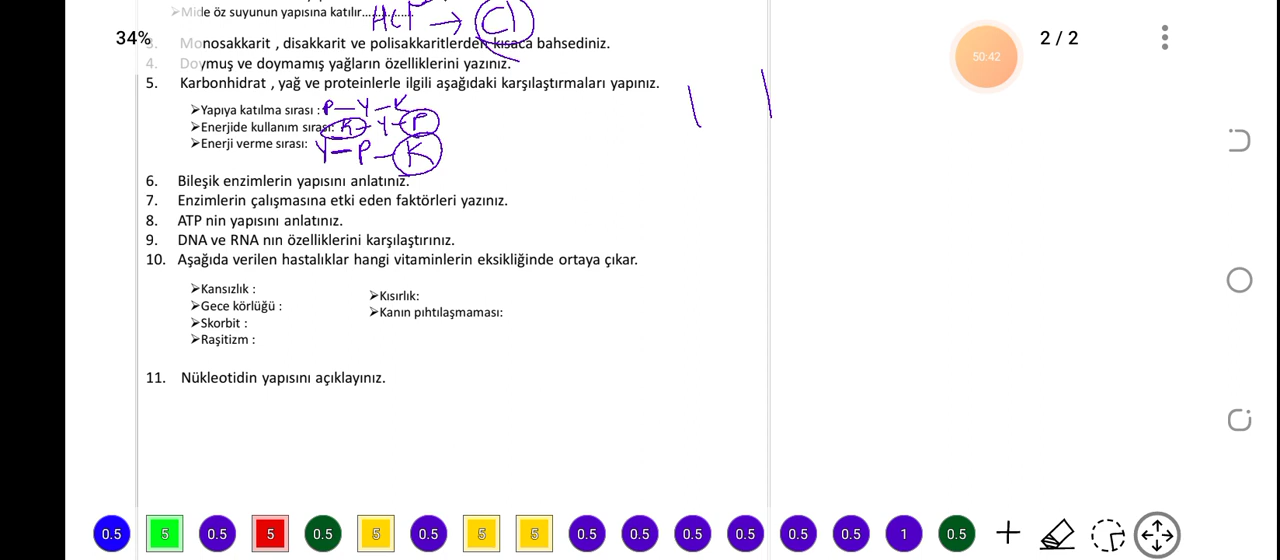 ➢Mide öz suyunun yapısına katılır............... HCl → Cl
34%
2 / 2
50:42
3. Monosakkarit , disakkarit ve polisakkaritlerden kısaca bahsediniz.
4. Doymuş ve doymamış yağların özelliklerini yazınız.
5. Karbonhidrat , yağ ve proteinlerle ilgili aşağıdaki karşılaştırmaları yapınız.
➢Yapıya katılma sırası : P – Y – K
➢Enerjide kullanım sırası: K – Y – P
➢Enerji verme sırası: Y – P – K
6. Bileşik enzimlerin yapısını anlatınız.
7. Enzimlerin çalışmasına etki eden faktörleri yazınız.
8. ATP nin yapısını anlatınız.
9. DNA ve RNA nın özelliklerini karşılaştırınız.
10. Aşağıda verilen hastalıklar hangi vitaminlerin eksikliğinde ortaya çıkar.
➢Kansızlık :
➢Gece körlüğü :
➢Skorbit :
➢Raşitizm :
➢Kısırlık:
➢Kanın pıhtılaşmaması:
11. Nükleotidin yapısını açıklayınız.
0.5 5 0.5 5 0.5 5 0.5 5 5 0.5 0.5 0.5 0.5 0.5 0.5 1 0.5